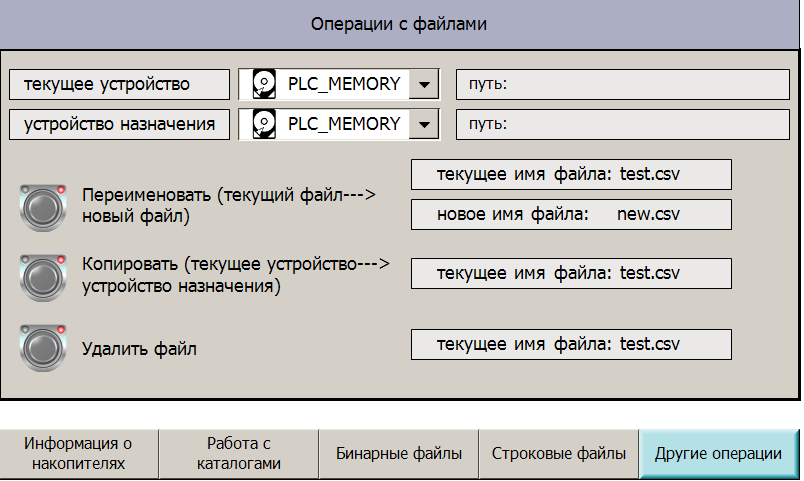 Операции с файлами
текущее устройство PLC_MEMORY путь:
устройство назначения PLC_MEMORY путь:
Переименовать (текущий файл--->
новый файл)
текущее имя файла: test.csv
новое имя файла: new.csv
Копировать (текущее устройство--->
устройство назначения)
текущее имя файла: test.csv
Удалить файл
текущее имя файла: test.csv
Информация о
накопителях
Работа с
каталогами
Бинарные файлы
Строковые файлы
Другие операции